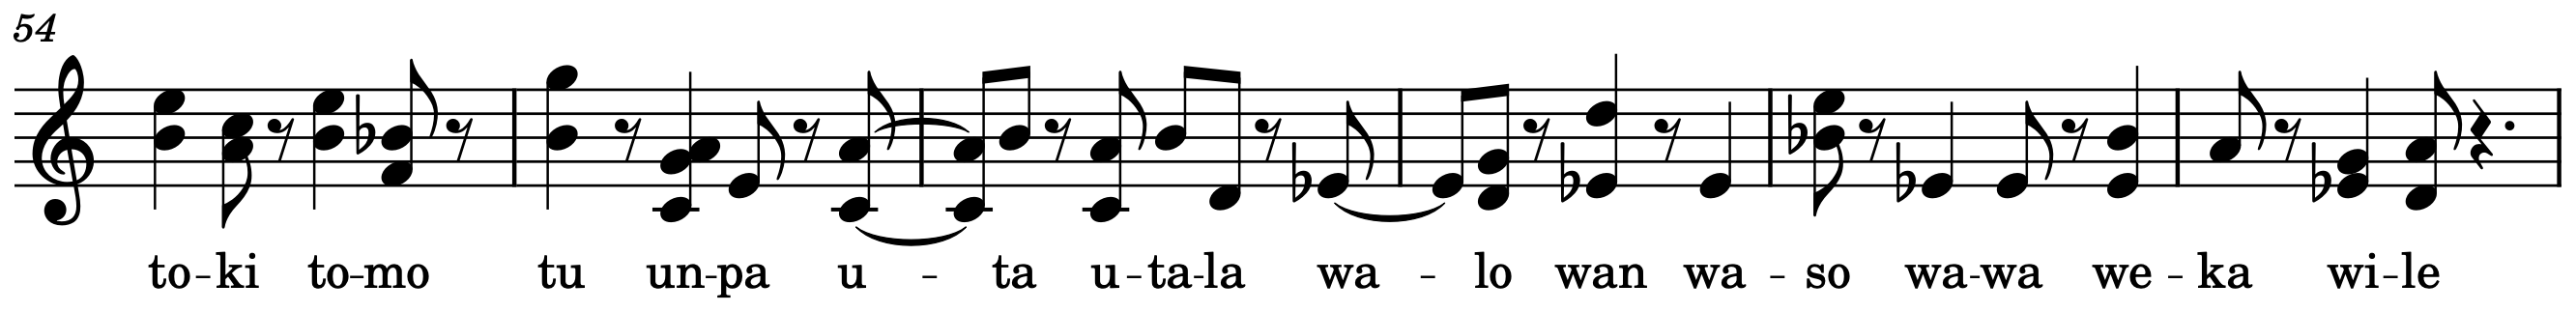 54
to-ki to-mo tu un-pa u - ta u-ta-la wa - lo wan wa - so wa-wa we - ka wi-le